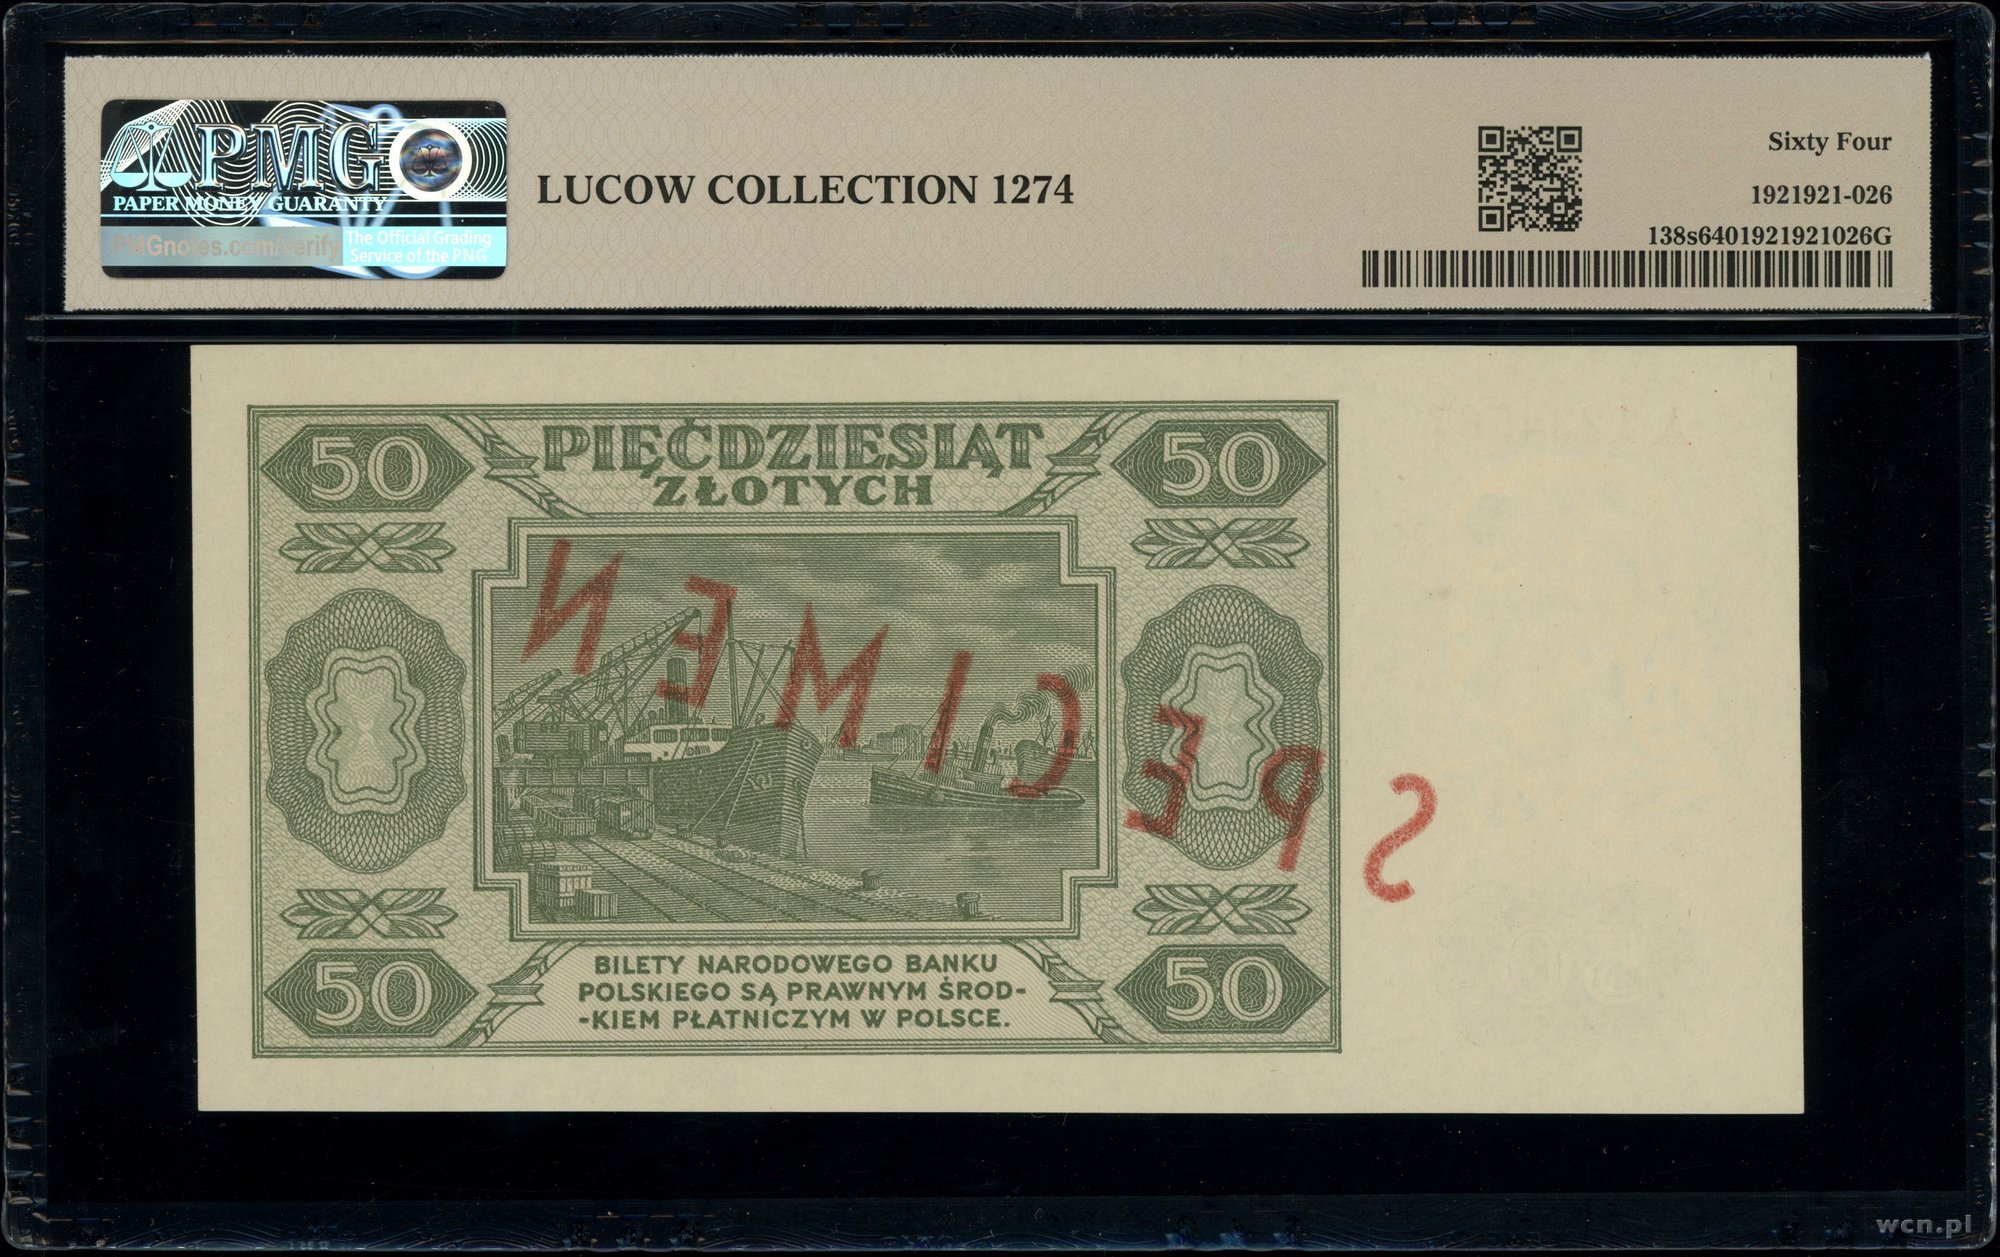 PMG
PAPER MONEY GUARANTY
PMGnotes.com/verify
The Official Grading
Service of the PNG
LUCOW COLLECTION 1274
Sixty Four
1921921-026
138s6401921921026G
50
PIĘĆDZIESIĄT
ZŁOTYCH
50
SPECIMEN
50
BILETY NARODOWEGO BANKU
POLSKIEGO SĄ PRAWNYM ŚROD-
-KIEM PŁATNICZYM W POLSCE.
50
wcn.pl